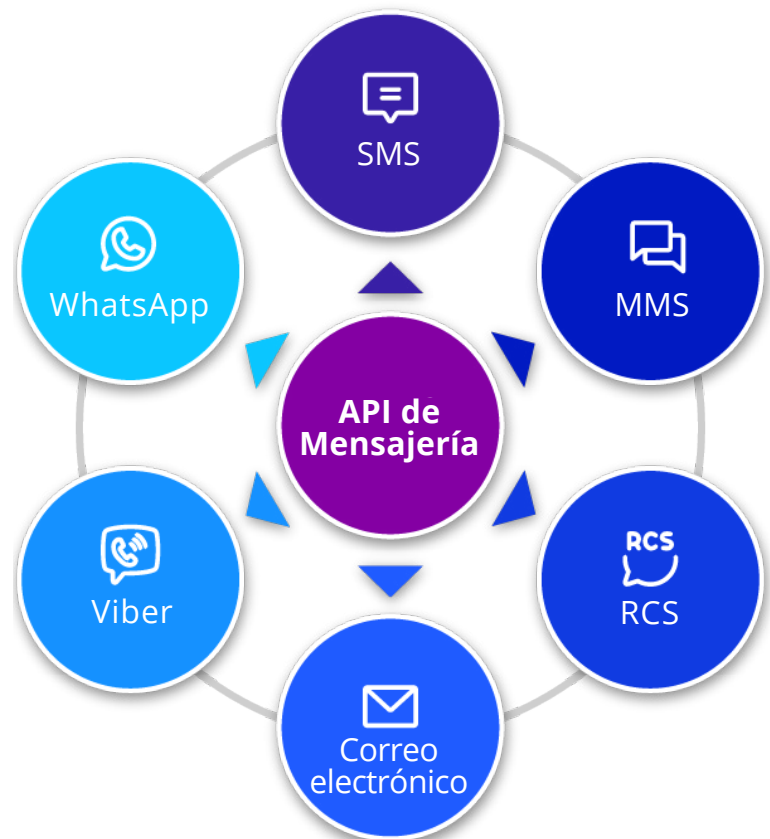 SMS
WhatsApp
MMS
API de
Mensajería
Viber
RCS
RCS
Correo
electrónico